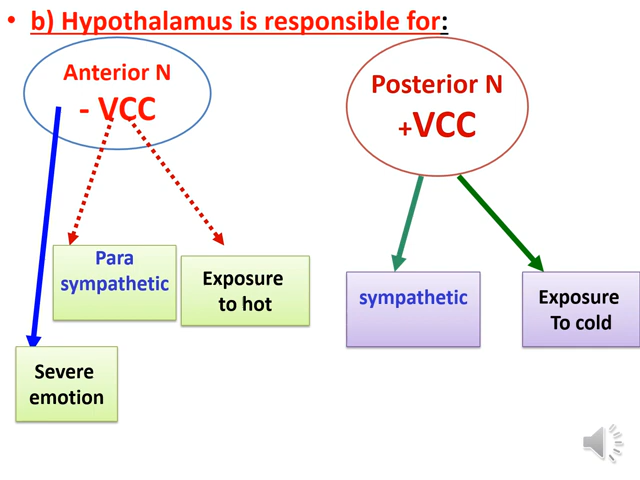 • b) Hypothalamus is responsible for:
Anterior N
- VCC
Posterior N
+VCC
Para
sympathetic
Exposure
to hot
sympathetic
Exposure
To cold
Severe
emotion